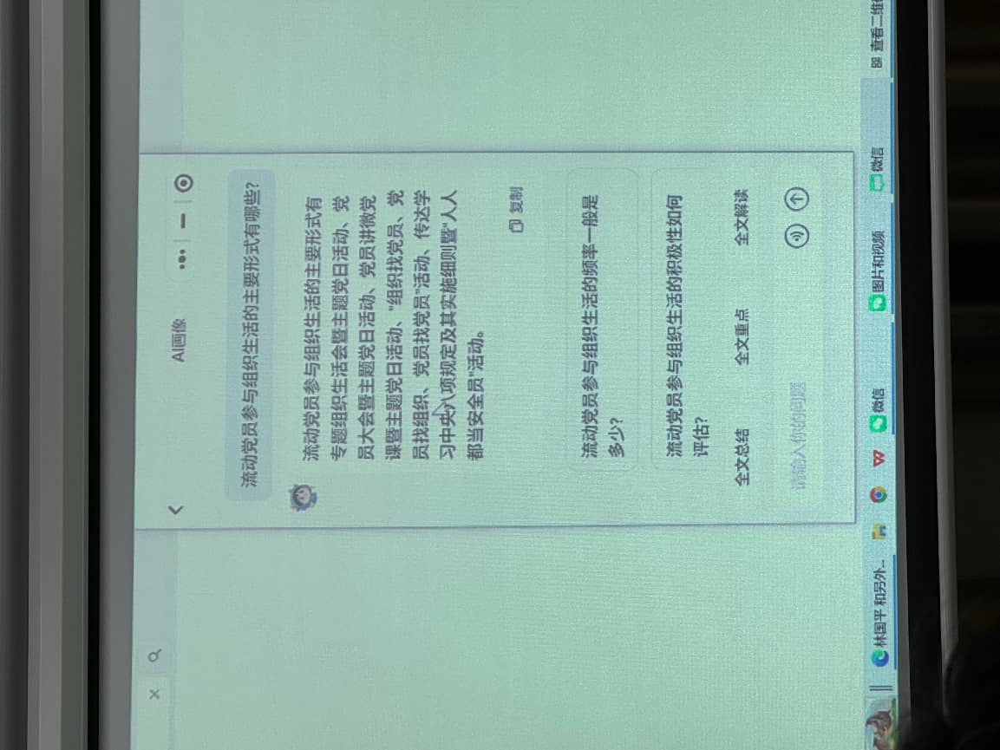 AI画像
流动党员参与组织生活的主要形式有哪些?
流动党员参与组织生活的主要形式有
专题组织生活会暨主题党日活动、党
员大会暨主题党日活动、党员讲微党
课暨主题党日活动、“组织找党员、党
员找组织、党员找党员”活动、传达学
习中央八项规定及其实施细则暨“人人
都当安全员”活动。
复制
流动党员参与组织生活的频率一般是
多少?
流动党员参与组织生活的积极性如何
评估?
全文总结 全文重点 全文解读
请输入你的问题
林国平 和另外... 微信 图片和视频 微信 查看二维